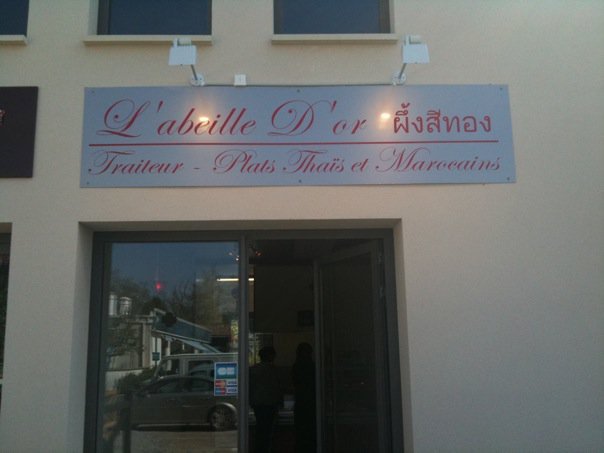 L'abeille D'or ผึ้งสีทอง
Traiteur - Plats Thaïs et Marocains